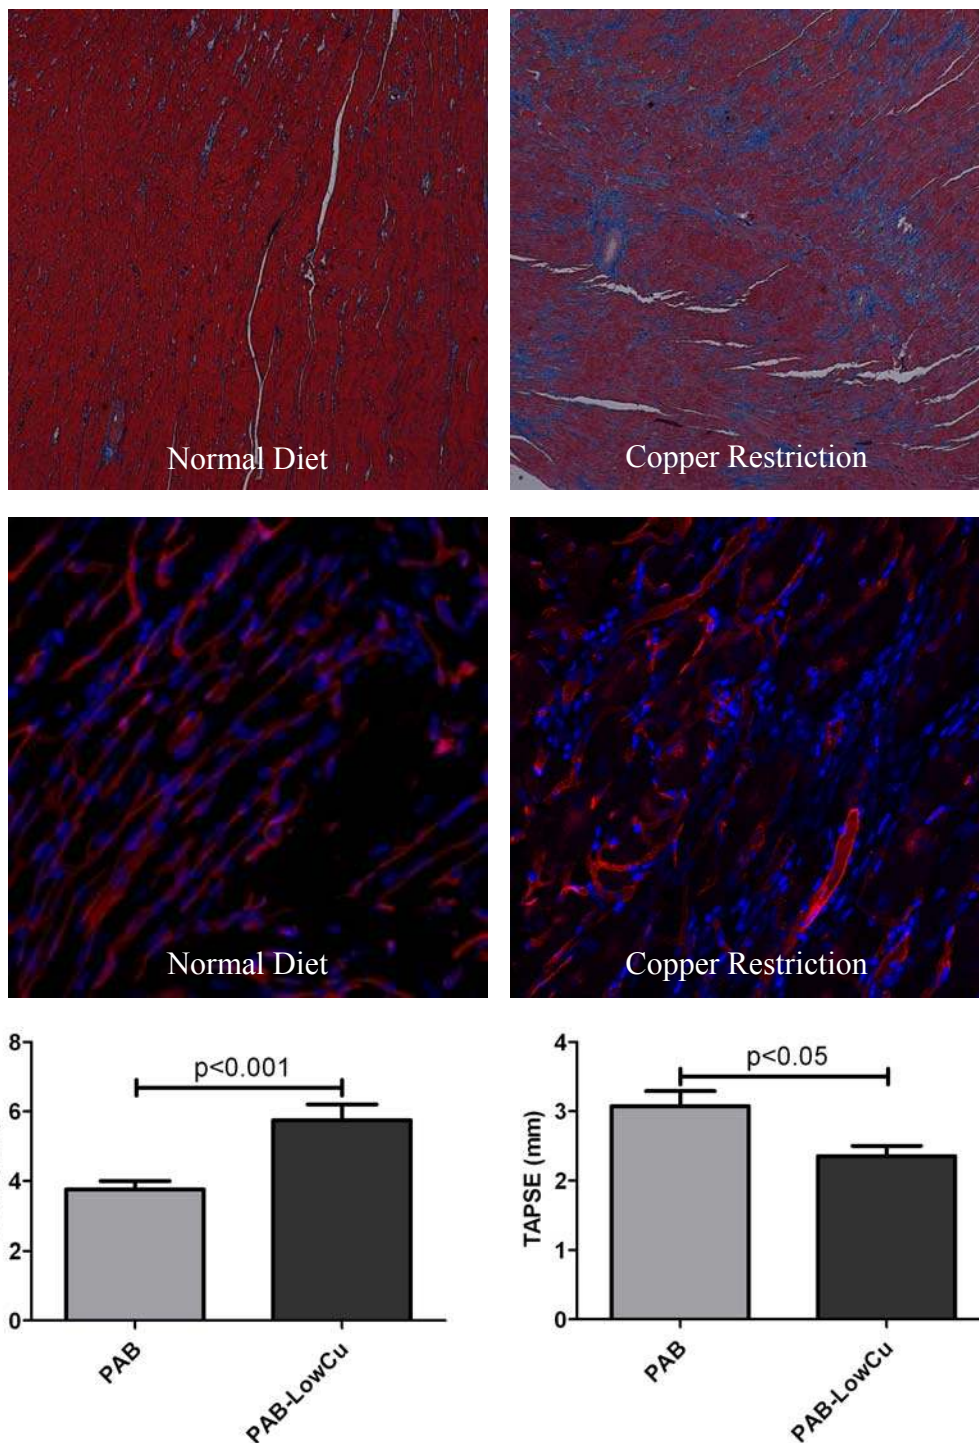 Normal Diet
Copper Restriction
Normal Diet
Copper Restriction
8
6
4
2
0
p<0.001
PAB
PAB-LowCu
4
3
2
1
0
TAPSE (mm)
p<0.05
PAB
PAB-LowCu